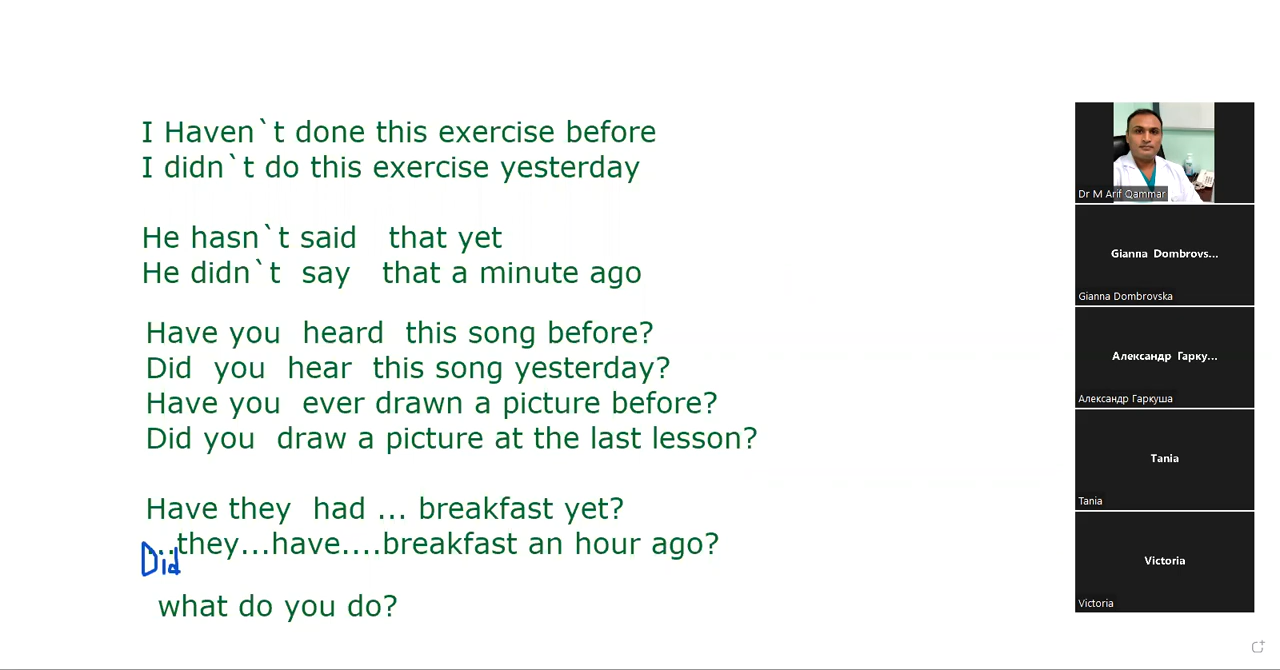 I Haven`t done this exercise before
I didn`t do this exercise yesterday
He hasn`t said that yet
He didn`t say that a minute ago
Have you heard this song before?
Did you hear this song yesterday?
Have you ever drawn a picture before?
Did you draw a picture at the last lesson?
Have they had ... breakfast yet?
...they...have....breakfast an hour ago?
Did
what do you do?
Dr M Arif Qammar
Gianna Dombrovs...
Gianna Dombrovska
Александр Гарку...
Александр Гаркуша
Tania
Tania
Victoria
Victoria